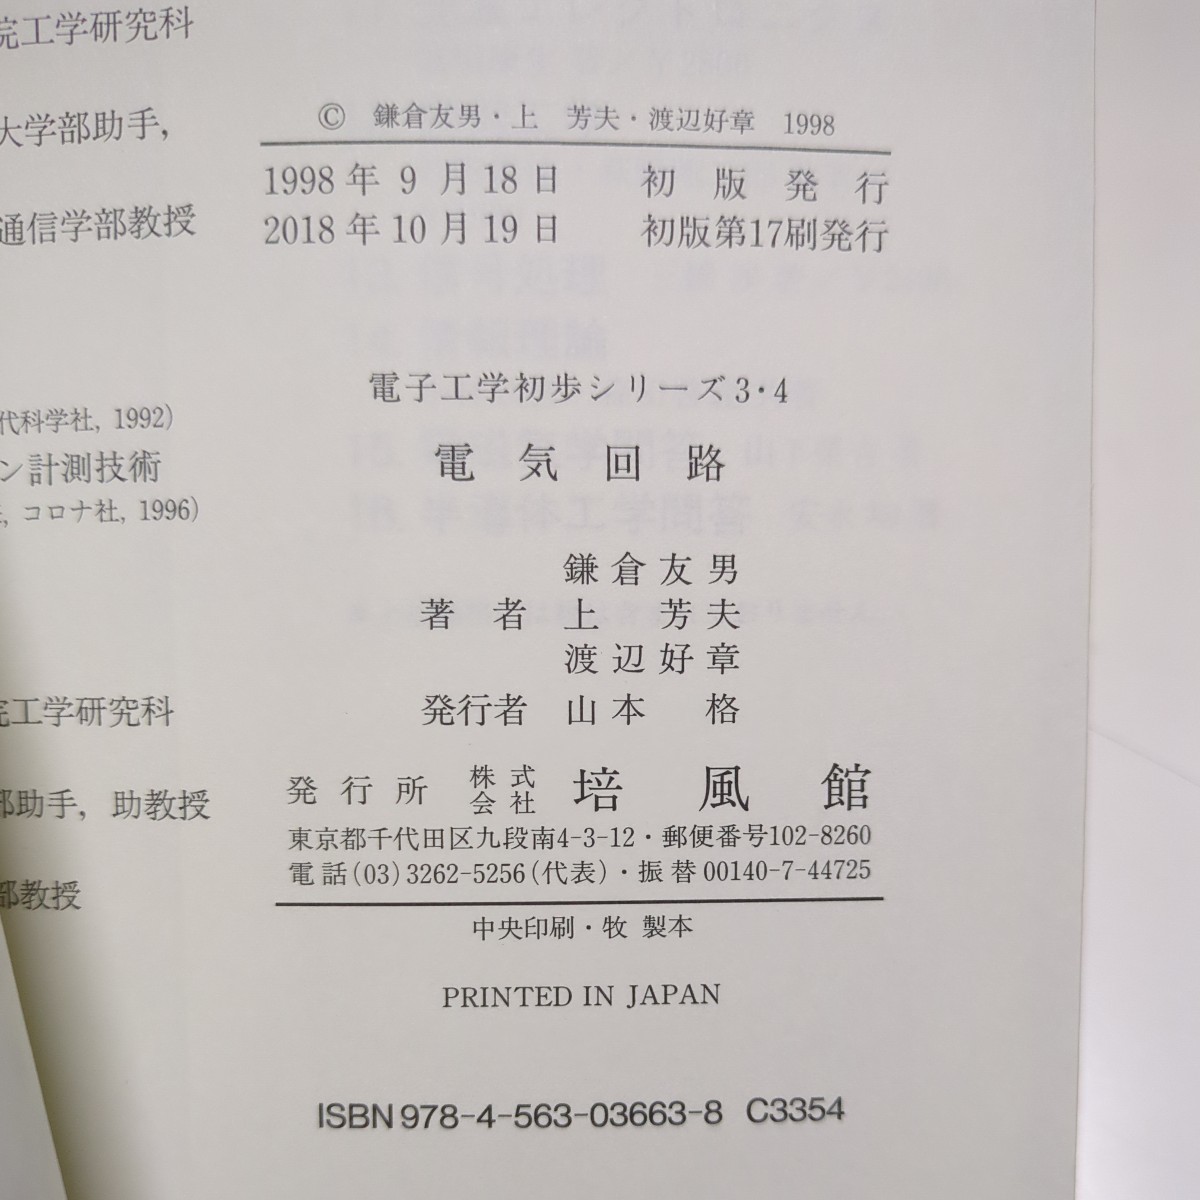 院工学研究科
大学部助手,
通信学部教授
代科学社, 1992)
ン計測技術
コロナ社, 1996)
院工学研究科
部助手, 助教授
部教授
© 鎌倉友男・上 芳夫・渡辺好章 1998
1998年 9 月18日 初 版 発 行
2018年10月19日 初版第17刷発行
電子工学初歩シリーズ3・4
電 気 回 路
鎌倉友男
著 者 上 芳夫
渡辺好章
発行者 山本 格
発行所 株式会社 培 風 館
東京都千代田区九段南4-3-12・郵便番号102-8260
電話(03)3262-5256(代表)・振替00140-7-44725
中央印刷・牧 製本
PRINTED IN JAPAN
ISBN978-4-563-03663-8 C3354